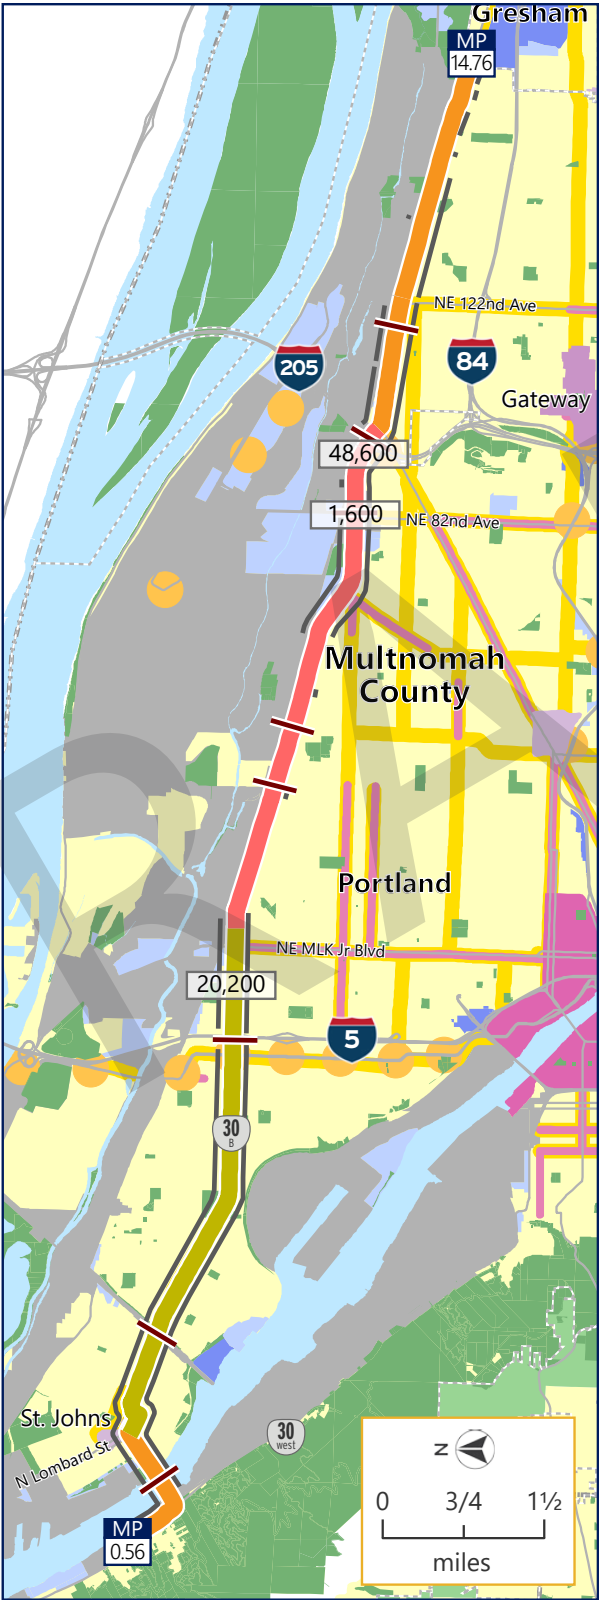 Gresham
MP
14.76
NE 122nd Ave
205
84
Gateway
48,600
1,600
NE 82nd Ave
Multnomah
County
Portland
NE MLK Jr Blvd
20,200
5
30
B
St. Johns
N Lombard St
30
west
N
0 3/4 1½
miles
MP
0.56